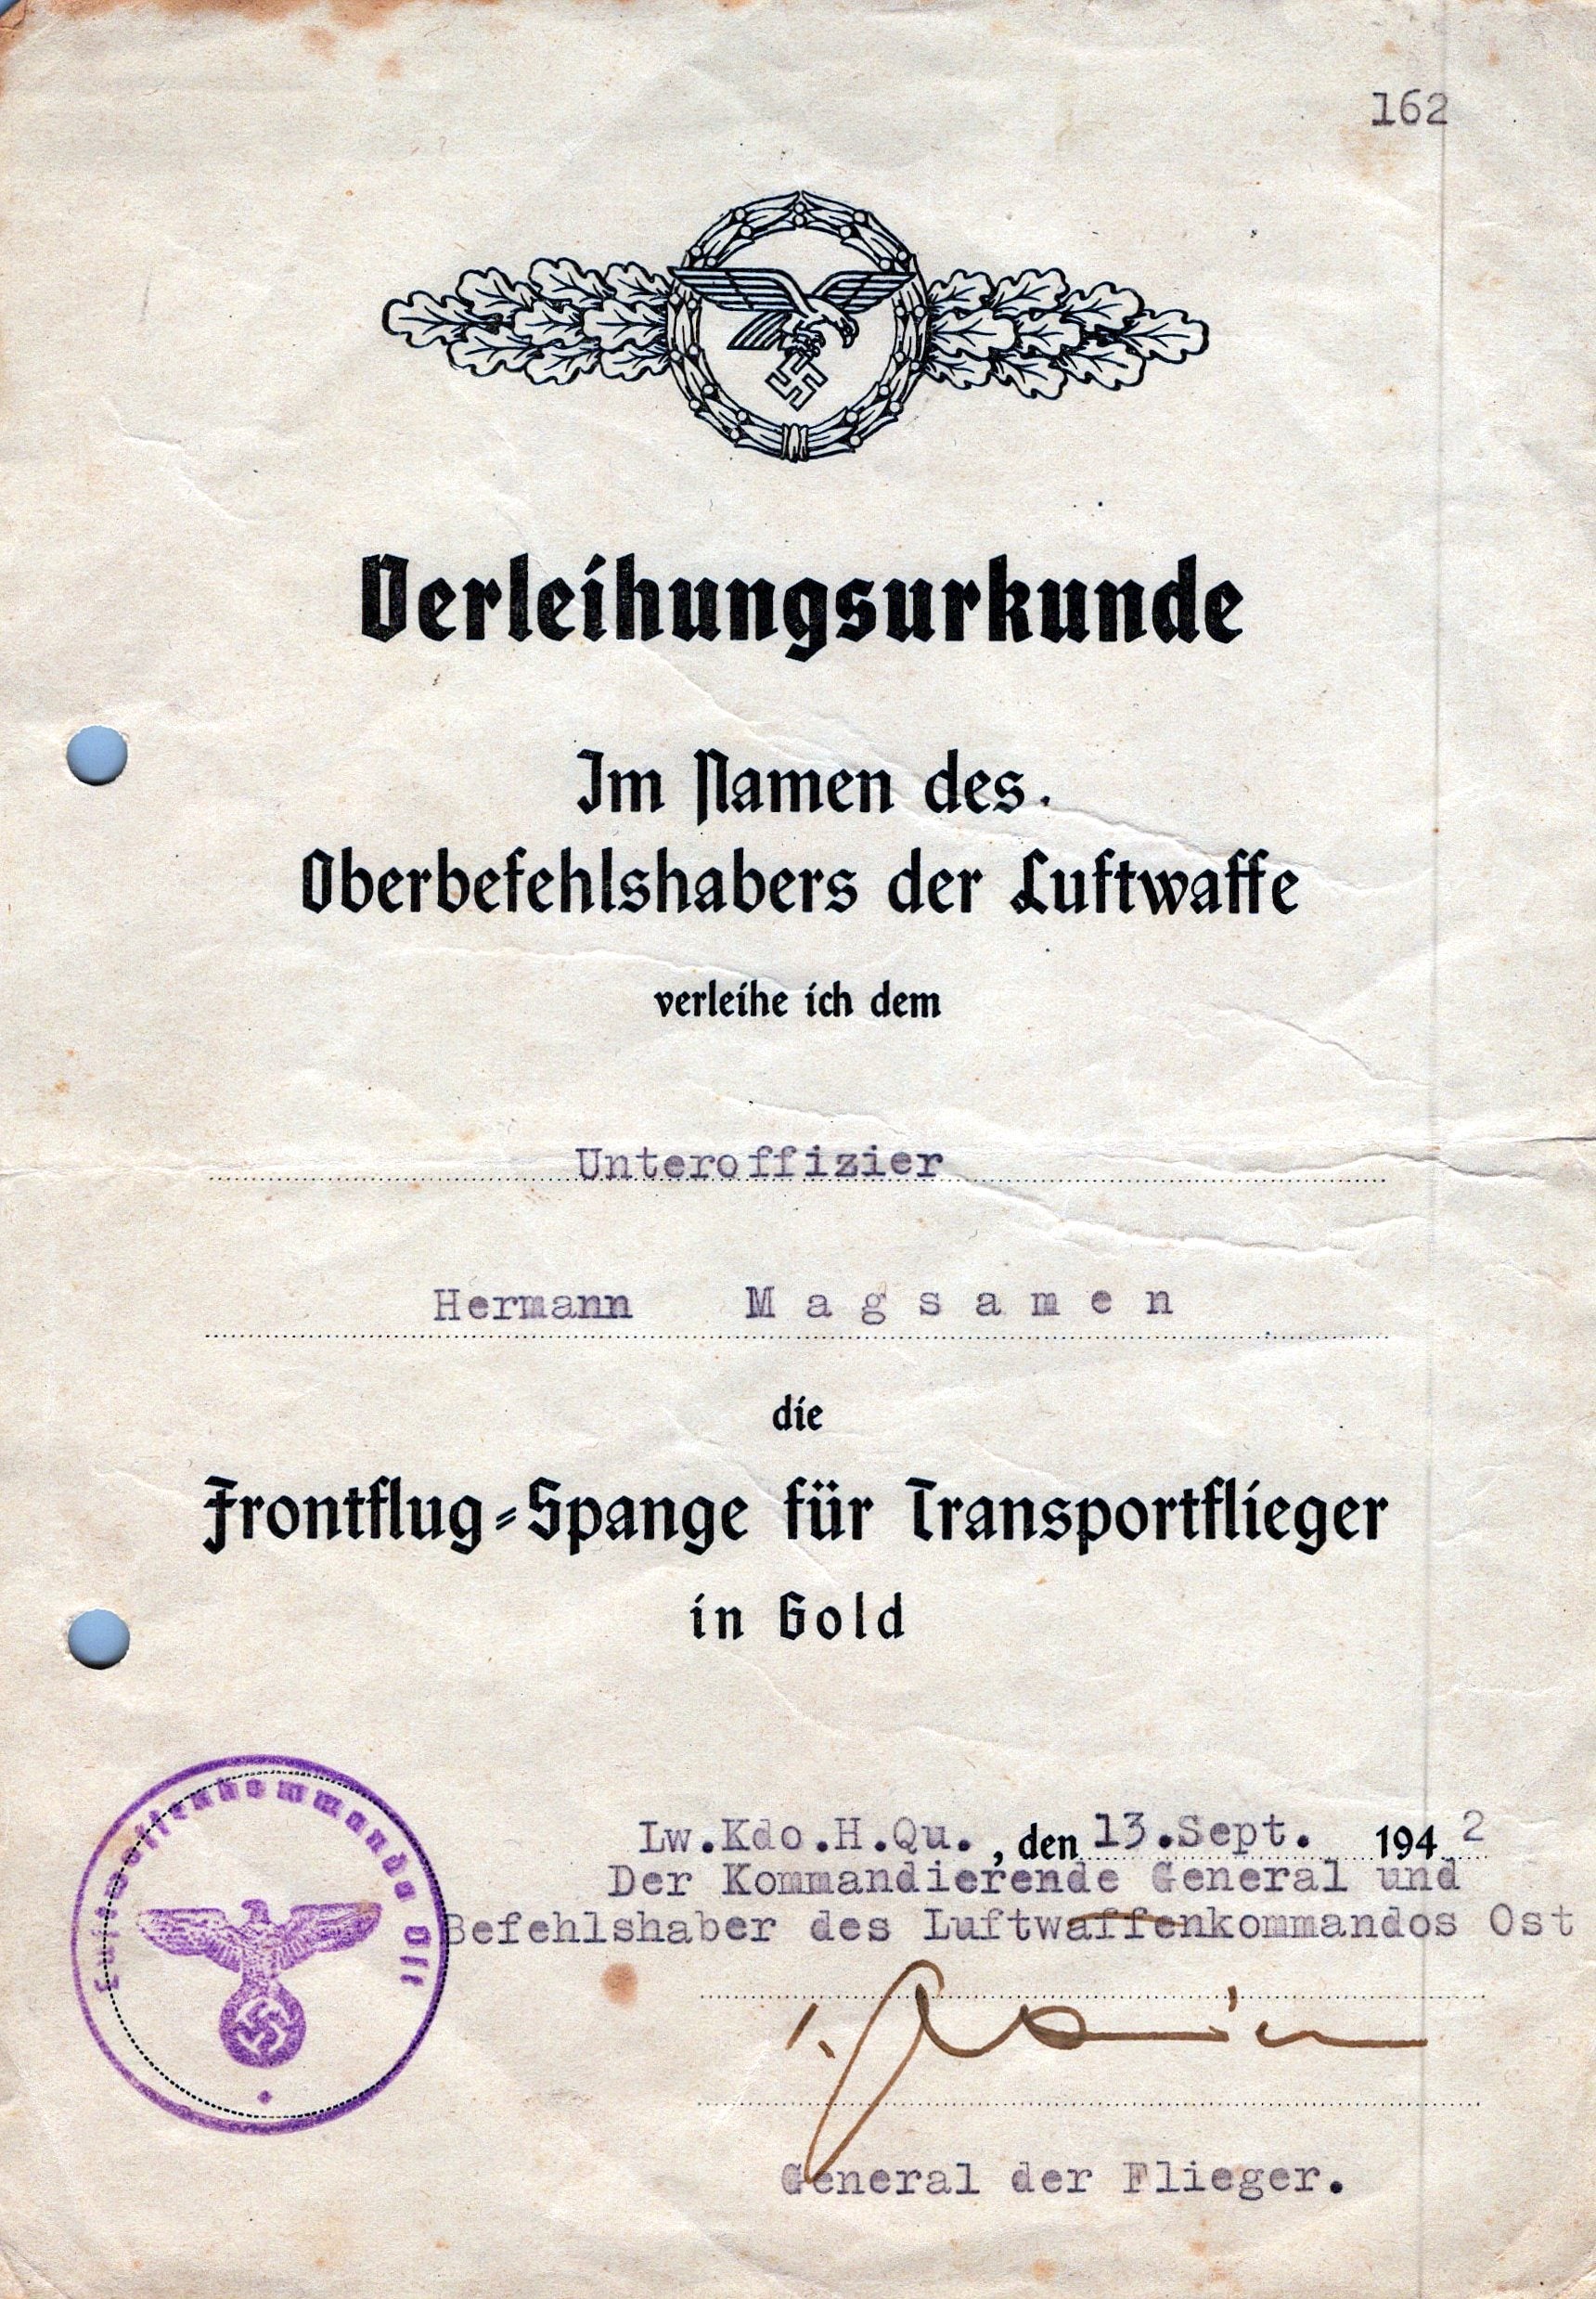 162
Verleihungsurkunde
Im Namen des
Oberbefehlshabers der Luftwaffe
verleihe ich dem
Unteroffizier
Hermann Magsamen
die
Frontflug-Spange für Transportflieger
in Gold
Luftwaffenkommando Ost
Lw.Kdo.H.Qu., den 13.Sept. 1942
Der Kommandierende General und
Befehlshaber des Luftwaffenkommandos Ost
General der Flieger.